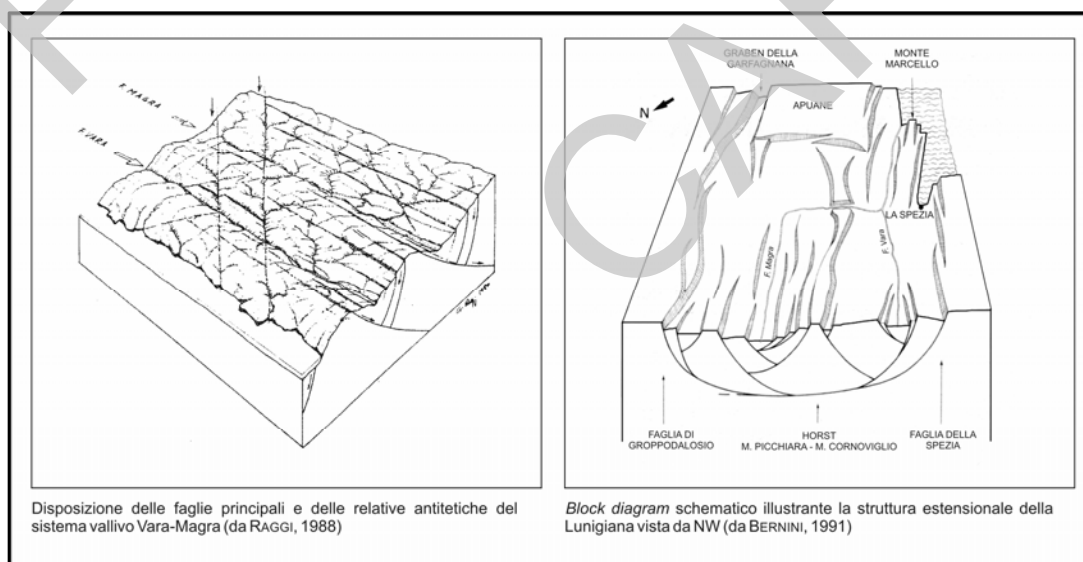 F. MAGRA
F. VARA
Disposizione delle faglie principali e delle relative antitetiche del
sistema vallivo Vara-Magra (da RAGGI, 1988)
GRABEN DELLA
GARFAGNANA
MONTE
MARCELLO
N
APUANE
LA SPEZIA
F. Magra
F. Vara
FAGLIA DI
GROPPODALOSIO
HORST
M. PICCHIARA - M. CORNOVIGLIO
FAGLIA DELLA
SPEZIA
Block diagram schematico illustrante la struttura estensionale della
Lunigiana vista da NW (da BERNINI, 1991)